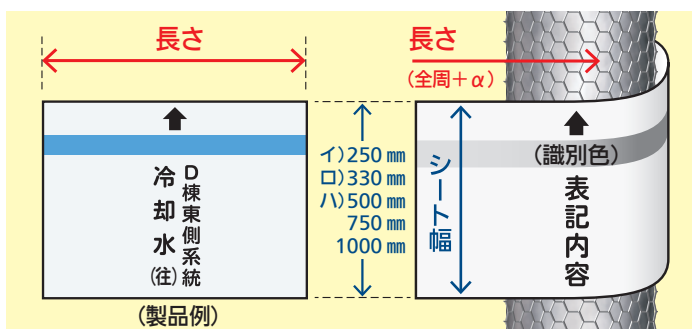 長さ
長さ
(全周+α)
D棟東側系統
冷却水(往)
(製品例)
イ)250㎜
ロ)330㎜
ハ)500㎜
750㎜
1000㎜
シート幅
(識別色)
表記内容